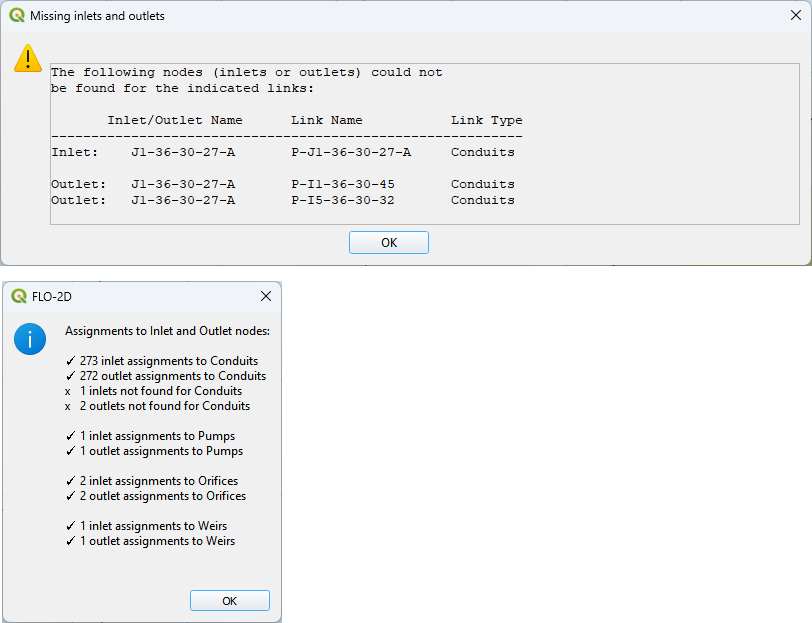 Missing inlets and outlets
The following nodes (inlets or outlets) could not
be found for the indicated links:
Inlet/Outlet Name Link Name Link Type
-----------------------------------------------------------
Inlet: J1-36-30-27-A P-J1-36-30-27-A Conduits
Outlet: J1-36-30-27-A P-I1-36-30-45 Conduits
Outlet: J1-36-30-27-A P-I5-36-30-32 Conduits
OK
FLO-2D
Assignments to Inlet and Outlet nodes:
✓ 273 inlet assignments to Conduits
✓ 272 outlet assignments to Conduits
x 1 inlets not found for Conduits
x 2 outlets not found for Conduits
✓ 1 inlet assignments to Pumps
✓ 1 outlet assignments to Pumps
✓ 2 inlet assignments to Orifices
✓ 2 outlet assignments to Orifices
✓ 1 inlet assignments to Weirs
✓ 1 outlet assignments to Weirs
OK